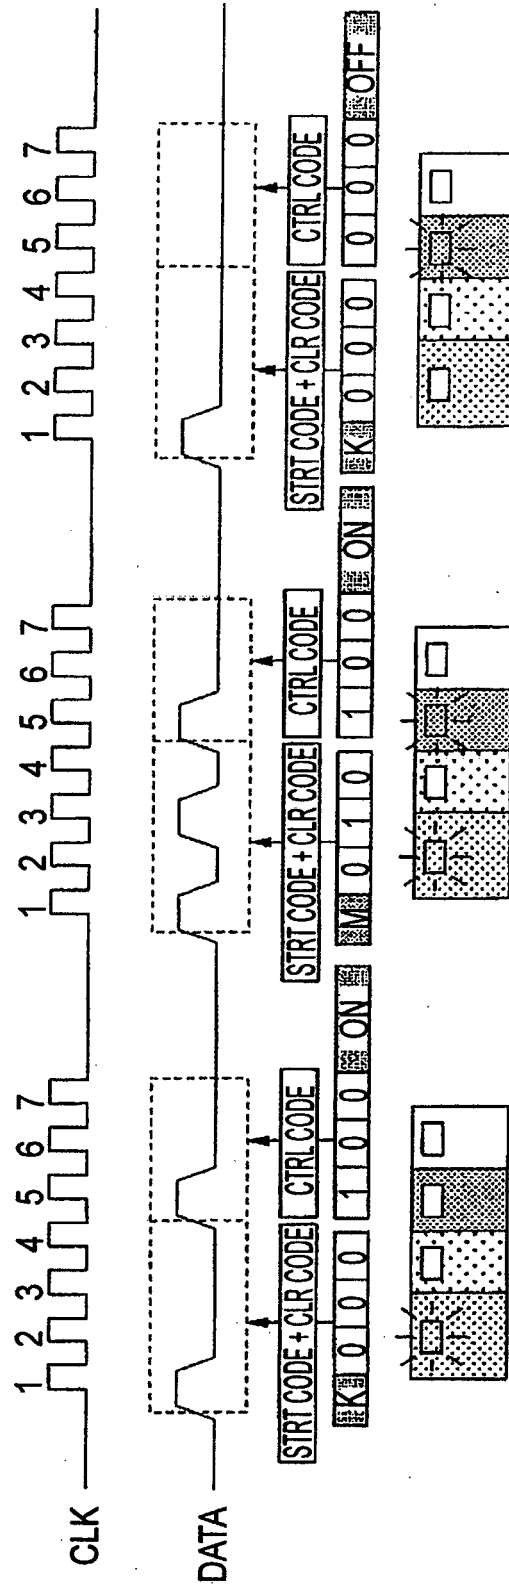 CLK
1 2 3 4 5 6 7
1 2 3 4 5 6 7
1 2 3 4 5 6 7
DATA
STRT CODE + CLR CODE
CTRL CODE
STRT CODE + CLR CODE
CTRL CODE
STRT CODE + CLR CODE
CTRL CODE
K 0 0 0
1 0 0 ON
M 0 1 0
1 0 0 ON
K 0 0 0
0 0 0 OFF